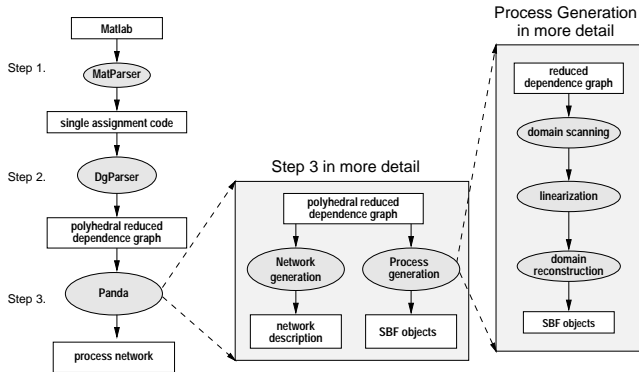 Matlab
Step 1.
MatParser
single assignment code
Step 2.
DgParser
polyhedral reduced
dependence graph
Step 3.
Panda
process network
Step 3 in more detail
polyhedral reduced
dependence graph
Network
generation
Process
generation
network
description
SBF objects
Process Generation
in more detail
reduced
dependence graph
domain scanning
linearization
domain
reconstruction
SBF objects